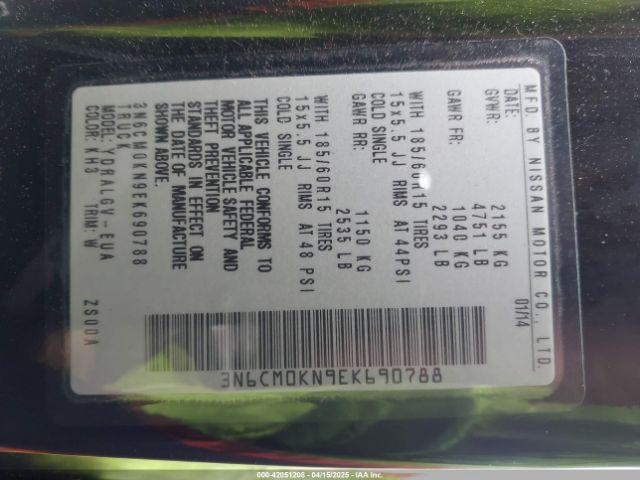 MFD. BY NISSAN MOTOR CO., LTD.
DATE: 01/14
GVWR: 2155 KG
4751 LB
GAWR FR: 1040 KG
2293 LB
WITH 185/60R15 TIRES
15x5.5 JJ RIMS AT 44PSI
COLD SINGLE
GAWR RR: 1150 KG
2535 LB
WITH 185/60R15 TIRES
15x5.5 JJ RIMS AT 48 PSI
COLD SINGLE
THIS VEHICLE CONFORMS TO
ALL APPLICABLE FEDERAL
MOTOR VEHICLE SAFETY AND
THEFT PREVENTION
STANDARDS IN EFFECT ON
THE DATE OF MANUFACTURE
SHOWN ABOVE.
3N6CM0KN9EK690788
TRUCK
MODEL: YDRALGV-EUA ZS00A
COLOR: KH3 TRIM: W
3N6CM0KN9EK690788
000-42051208 - 04/15/2025 - IAA Inc.